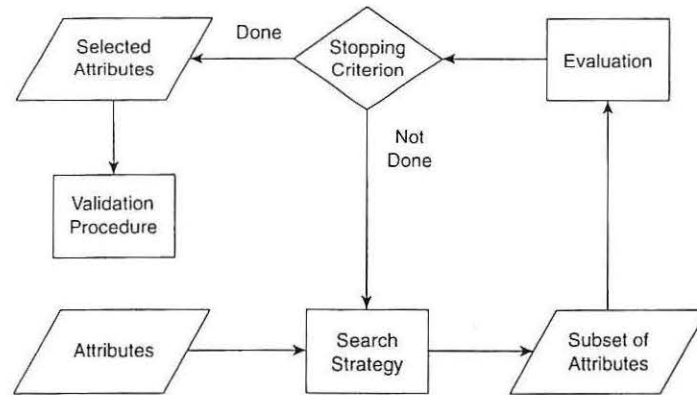 Done
Selected
Attributes
Stopping
Criterion
Evaluation
Not
Done
Validation
Procedure
Attributes
Search
Strategy
Subset of
Attributes